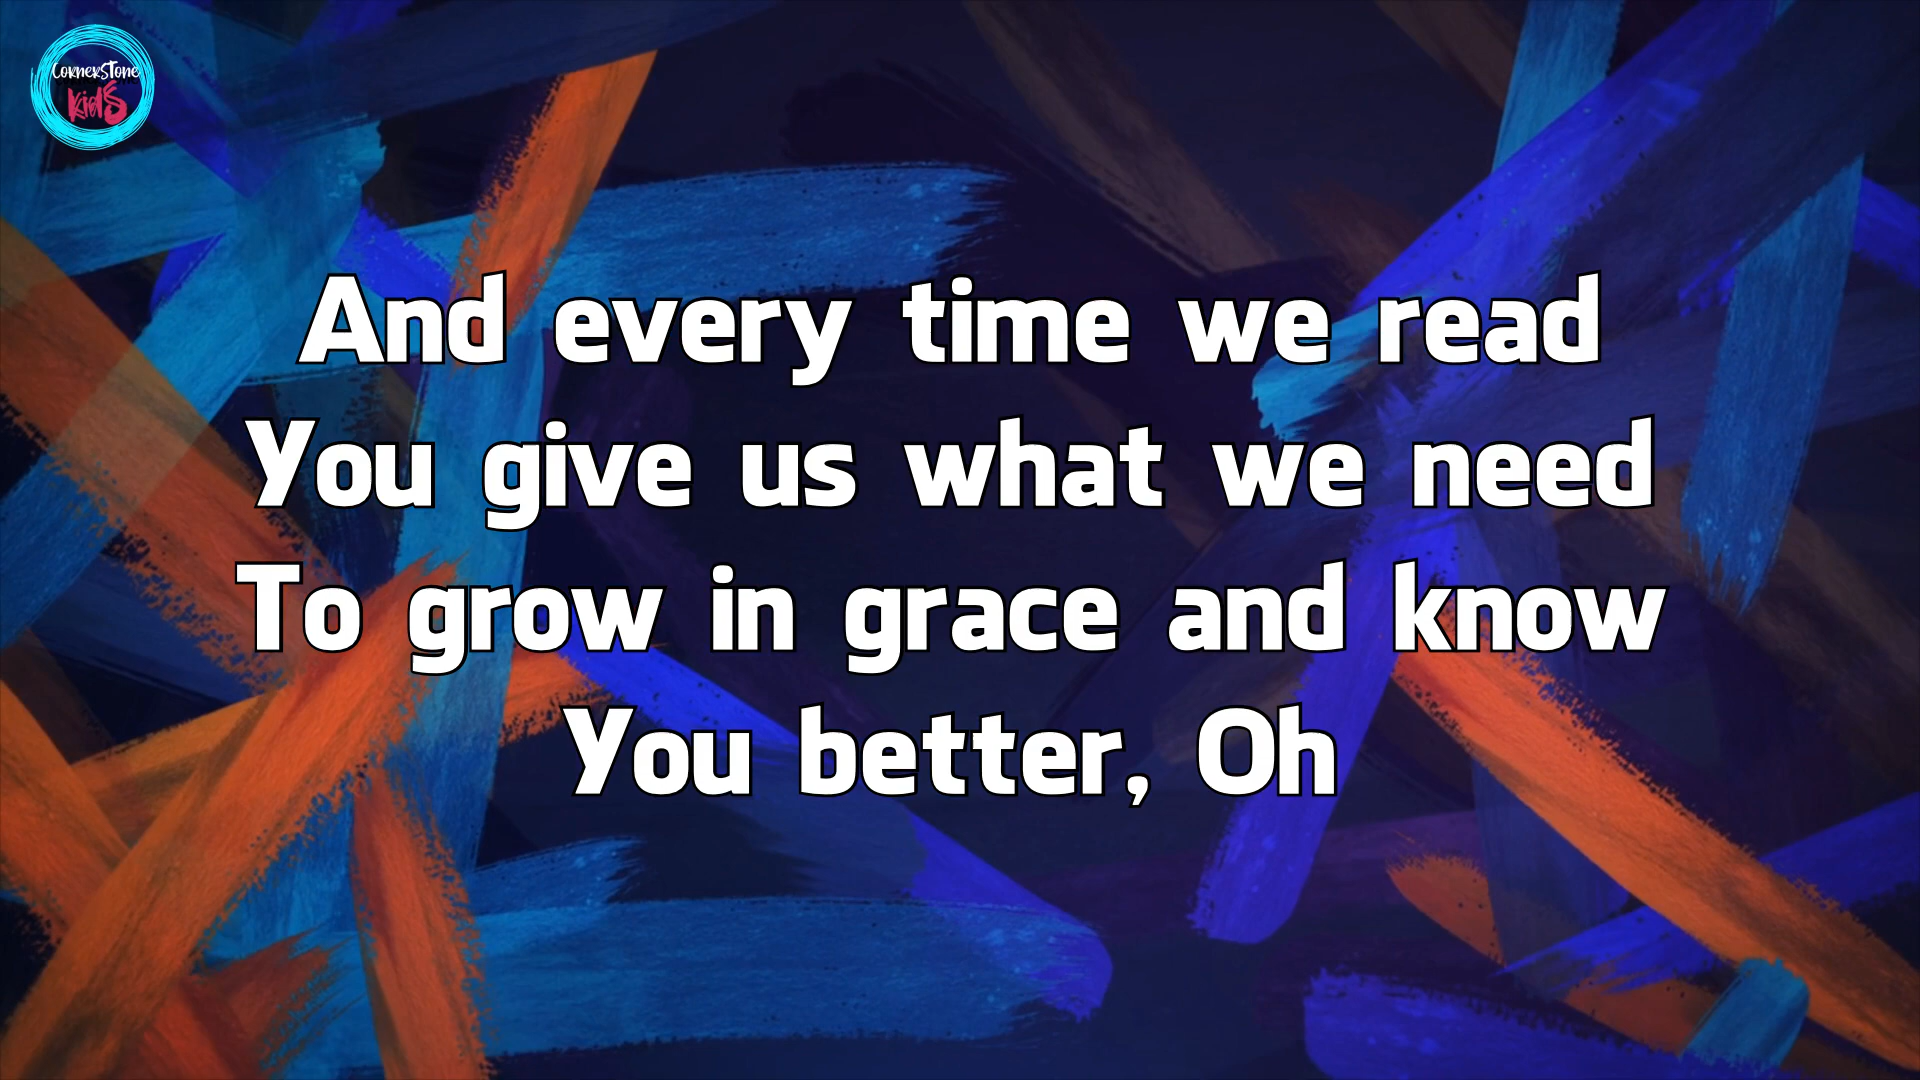 CornerStone
Kids
And every time we read
You give us what we need
To grow in grace and know
You better, Oh